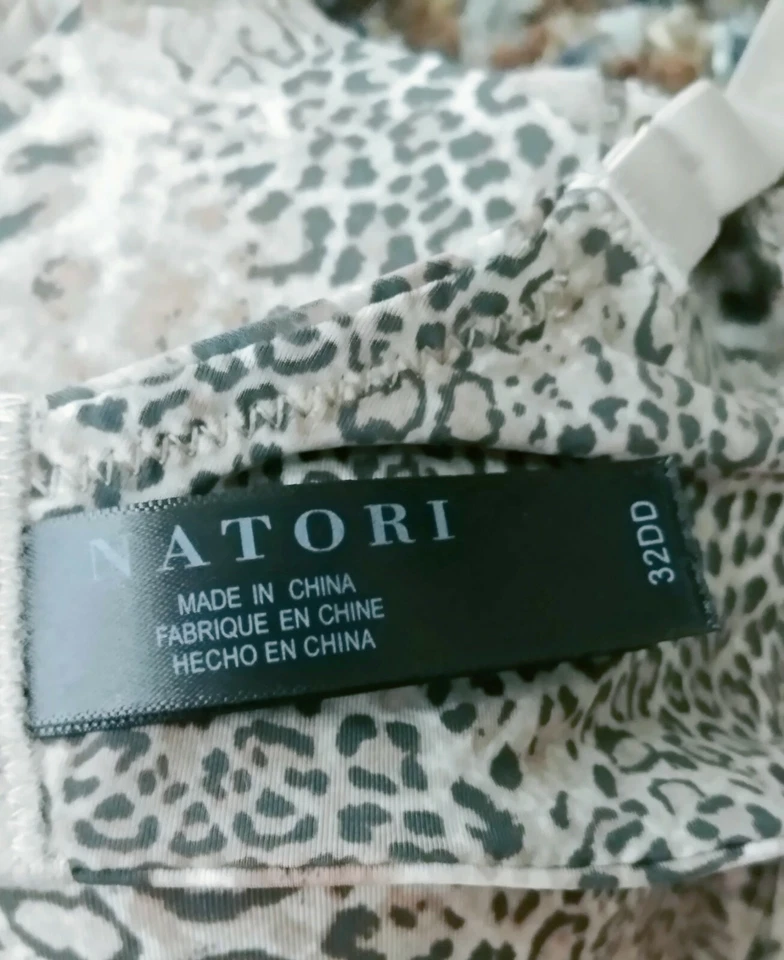 NATORI
MADE IN CHINA
FABRIQUE EN CHINE
HECHO EN CHINA
32DD